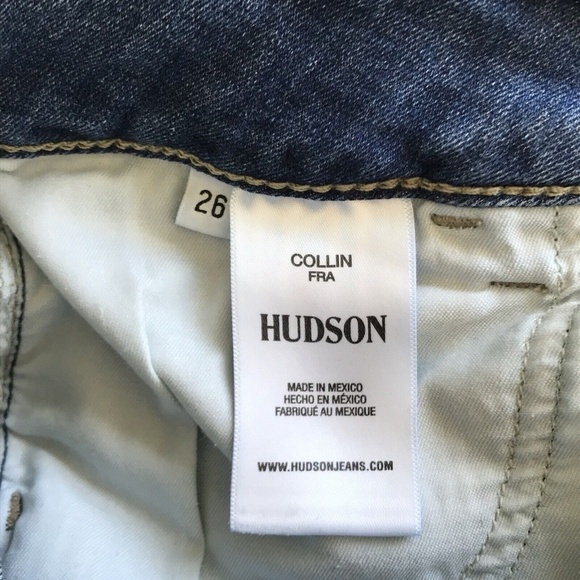 26
COLLIN
FRA
HUDSON
MADE IN MEXICO
HECHO EN MÉXICO
FABRIQUÉ AU MEXIQUE
WWW.HUDSONJEANS.COM